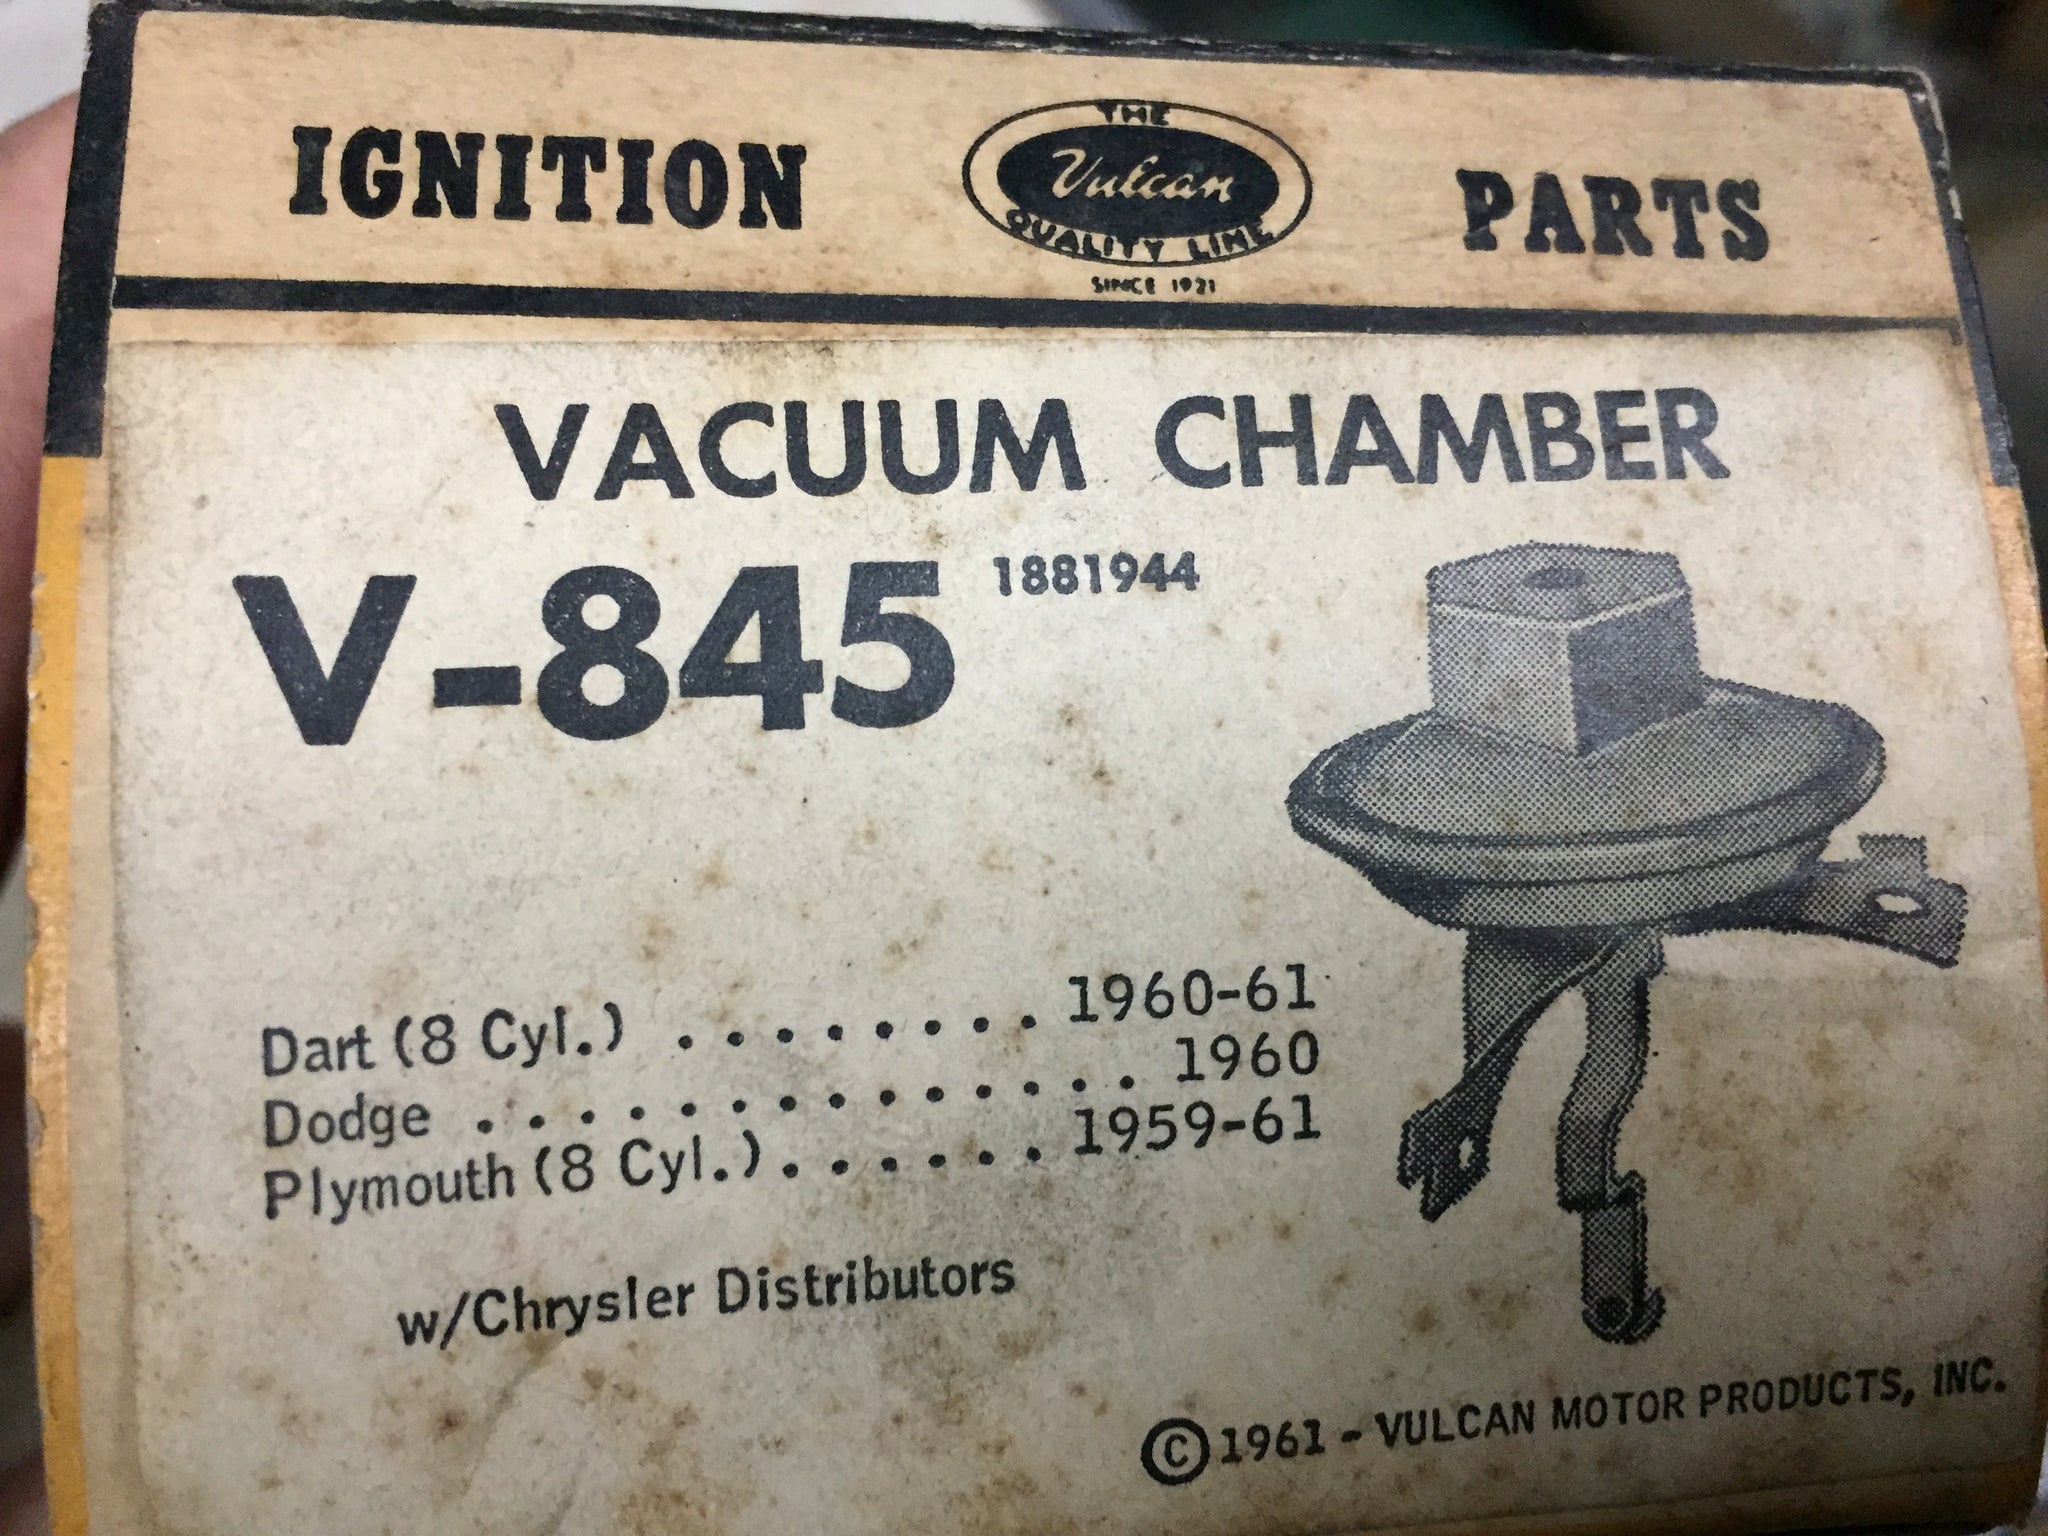 IGNITION
THE
Vulcan
QUALITY LINE
SINCE 1921
PARTS
VACUUM CHAMBER
V-845 1881944
Dart (8 Cyl.) . . . . . . . . 1960-61
Dodge . . . . . . . . . . . . . 1960
Plymouth (8 Cyl.) . . . . . . 1959-61
w/Chrysler Distributors
©1961 - VULCAN MOTOR PRODUCTS, INC.